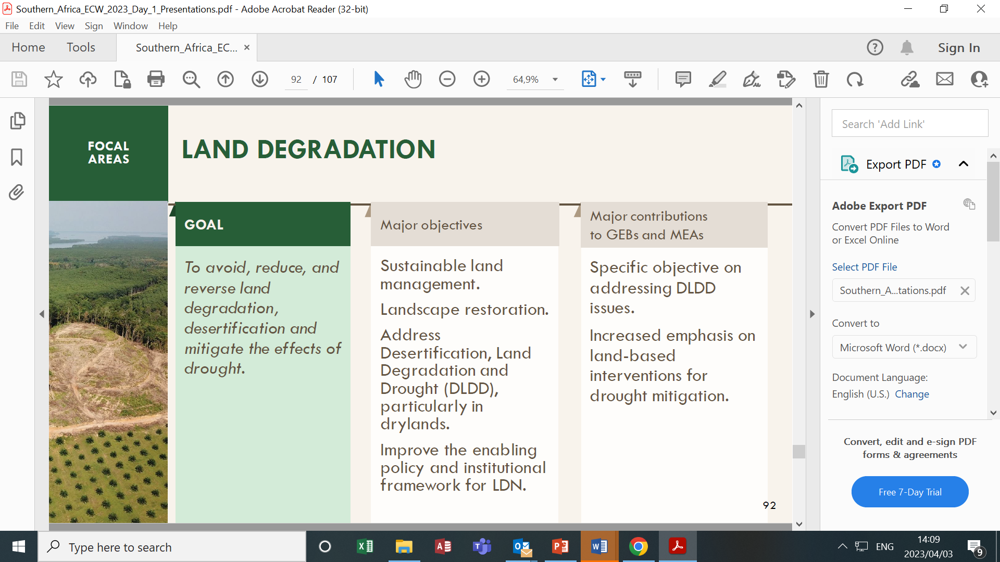 Southern_Africa_ECW_2023_Day_1_Presentations.pdf - Adobe Acrobat Reader (32-bit)
File Edit View Sign Window Help
Home Tools Southern_Africa_EC... × ? Sign In
92 / 107 64,9%
FOCAL
AREAS
LAND DEGRADATION
GOAL
To avoid, reduce, and
reverse land
degradation,
desertification and
mitigate the effects of
drought.
Major objectives
Sustainable land
management.
Landscape restoration.
Address
Desertification, Land
Degradation and
Drought (DLDD),
particularly in
drylands.
Improve the enabling
policy and institutional
framework for LDN.
Major contributions
to GEBs and MEAs
Specific objective on
addressing DLDD
issues.
Increased emphasis on
land-based
interventions for
drought mitigation.
92
Search 'Add Link'
Export PDF
Adobe Export PDF
Convert PDF Files to Word
or Excel Online
Select PDF File
Southern_A...tations.pdf
Convert to
Microsoft Word (*.docx)
Document Language:
English (U.S.) Change
Convert, edit and e-sign PDF
forms & agreements
Free 7-Day Trial
Type here to search
ENG
14:09
2023/04/03
9